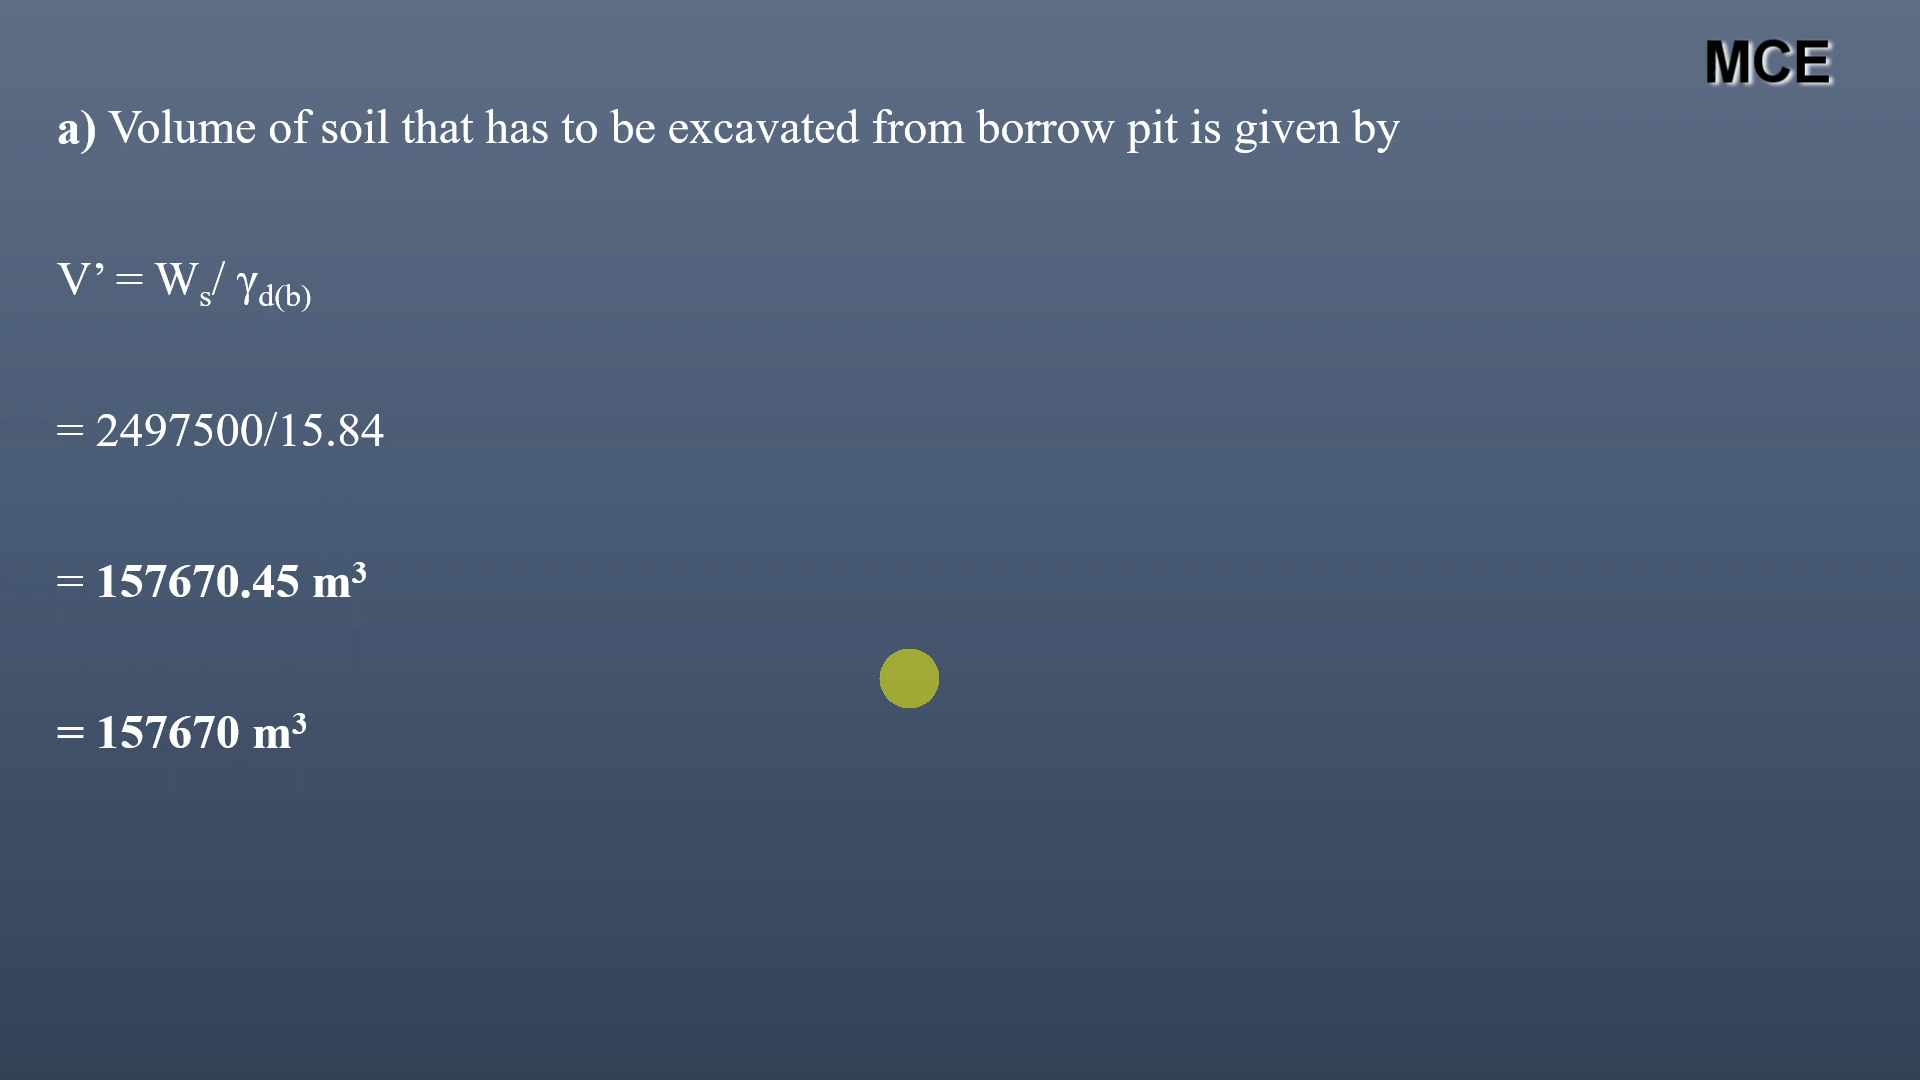 MCE
a) Volume of soil that has to be excavated from borrow pit is given by
V’ = Wₛ/ γd(b)
= 2497500/15.84
= 157670.45 m³
= 157670 m³